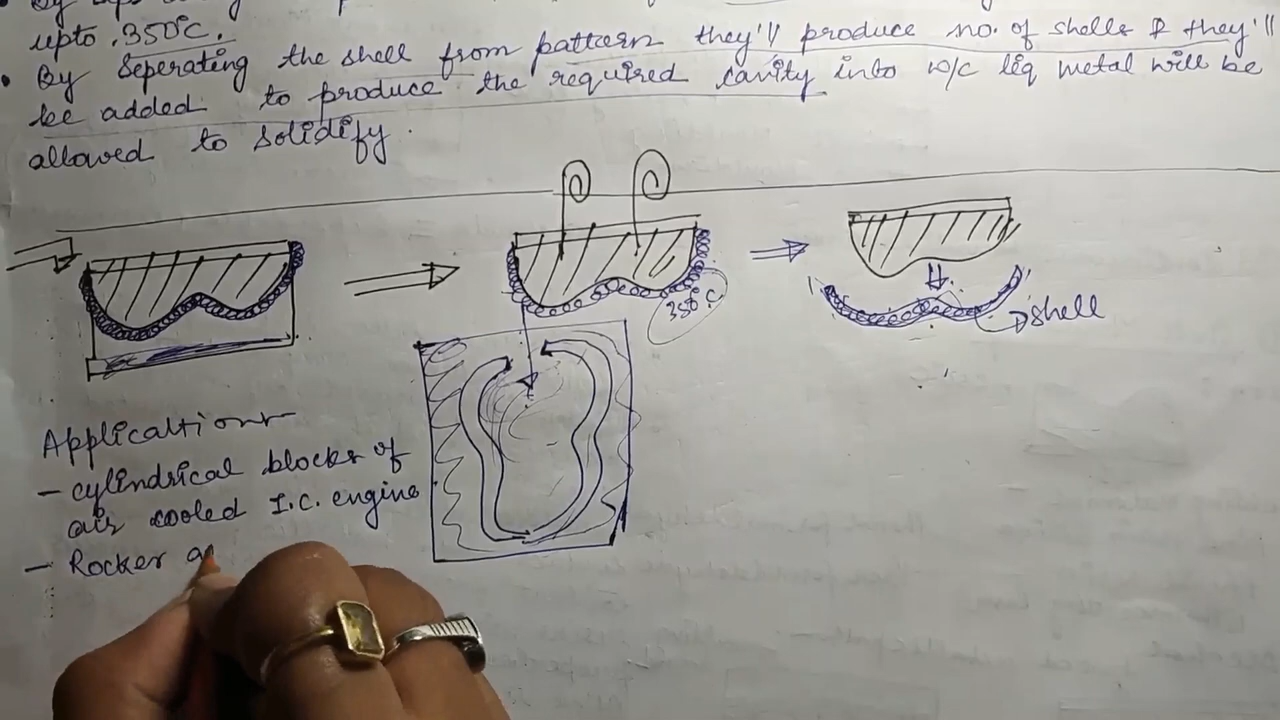 upto 350°C.
• By Seperating the shell from pattern they'll produce no. of shells & they'll
be added to produce the required cavity into w/c liq metal will be
allowed to solidify.
350°C
shell
Applicaltions
- cylindrical blocks of
air cooled I.C. engine
- Rocker a